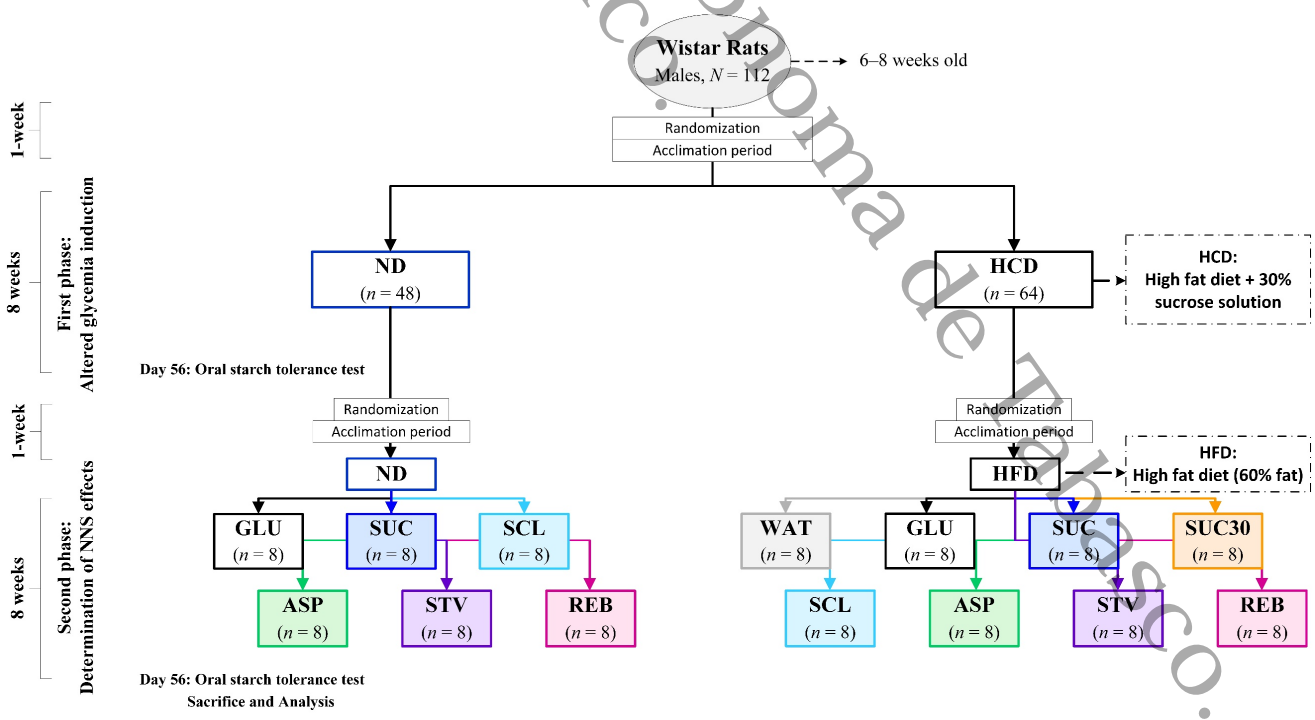 Wistar Rats
Males, N = 112
6–8 weeks old
Randomization
Acclimation period
1-week
ND
(n = 48)
HCD
(n = 64)
HCD:
High fat diet + 30%
sucrose solution
8 weeks
First phase:
Altered glycemia induction
Day 56: Oral starch tolerance test
1-week
Randomization
Acclimation period
Randomization
Acclimation period
ND
HFD
HFD:
High fat diet (60% fat)
8 weeks
Second phase:
Determination of NNS effects
GLU
(n = 8)
SUC
(n = 8)
SCL
(n = 8)
ASP
(n = 8)
STV
(n = 8)
REB
(n = 8)
WAT
(n = 8)
GLU
(n = 8)
SUC
(n = 8)
SUC30
(n = 8)
SCL
(n = 8)
ASP
(n = 8)
STV
(n = 8)
REB
(n = 8)
Day 56: Oral starch tolerance test
Sacrifice and Analysis
de Tabasco.